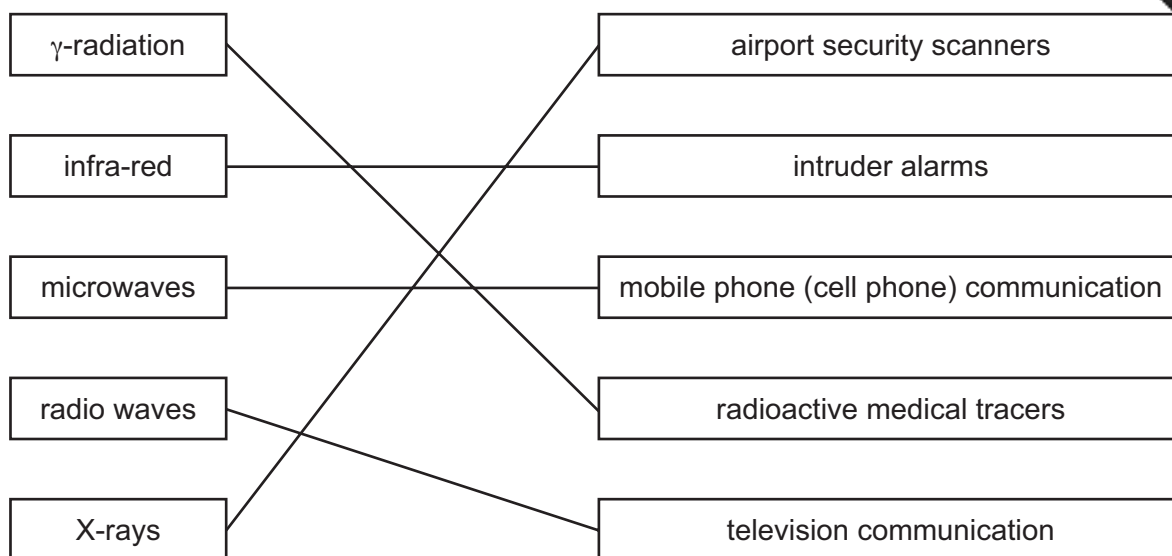 γ-radiation
airport security scanners
infra-red
intruder alarms
microwaves
mobile phone (cell phone) communication
radio waves
radioactive medical tracers
X-rays
television communication